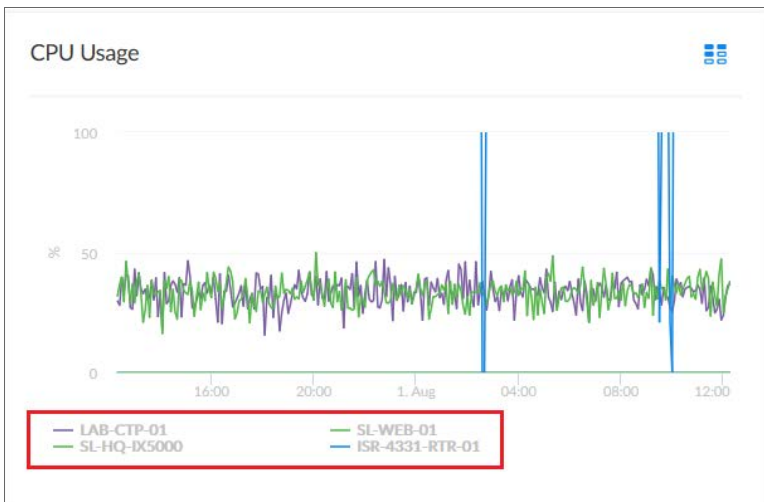 CPU Usage
100
%
50
0
16:00 20:00 1. Aug 04:00 08:00 12:00
LAB-CTP-01 SL-WEB-01
SL-HQ-IX5000 ISR-4331-RTR-01